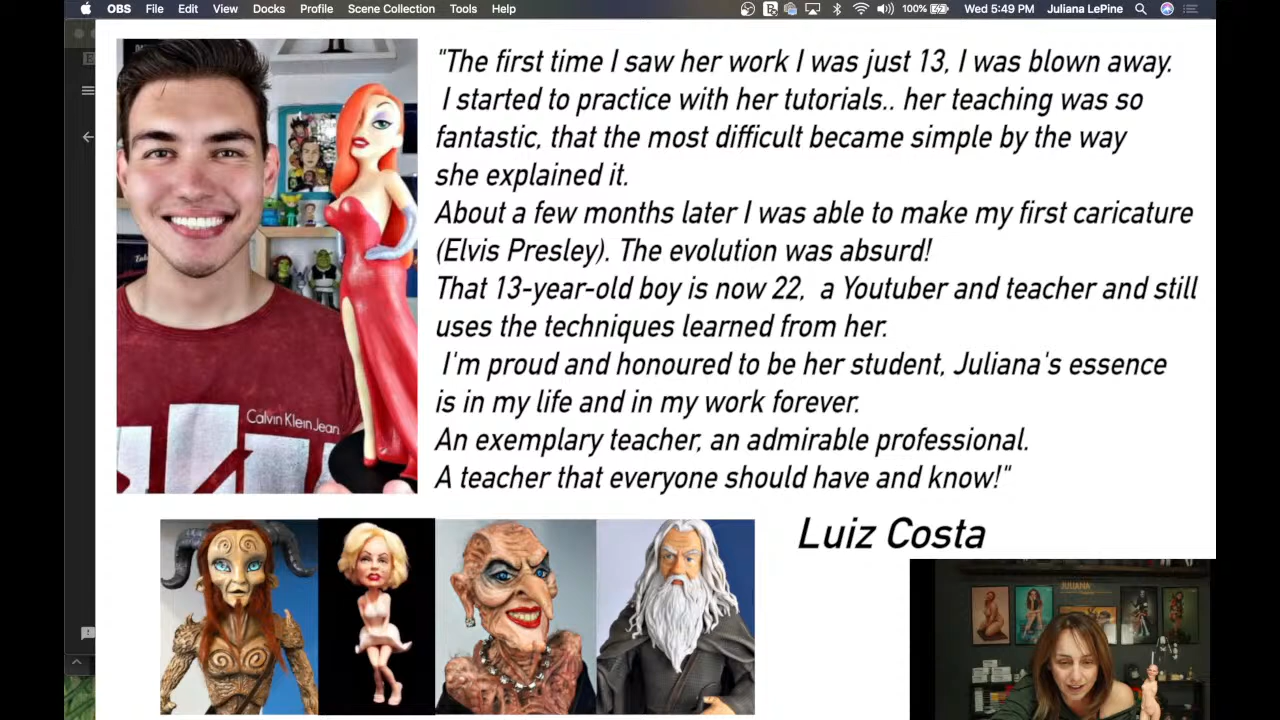 OBS File Edit View Docks Profile Scene Collection Tools Help 100% Wed 5:49 PM Juliana LePine
"The first time I saw her work I was just 13, I was blown away.
I started to practice with her tutorials.. her teaching was so
fantastic, that the most difficult became simple by the way
she explained it.
About a few months later I was able to make my first caricature
(Elvis Presley). The evolution was absurd!
That 13-year-old boy is now 22, a Youtuber and teacher and still
uses the techniques learned from her.
I'm proud and honoured to be her student, Juliana's essence
is in my life and in my work forever.
An exemplary teacher, an admirable professional.
A teacher that everyone should have and know!"
Calvin Klein Jean
Luiz Costa
JULIANA